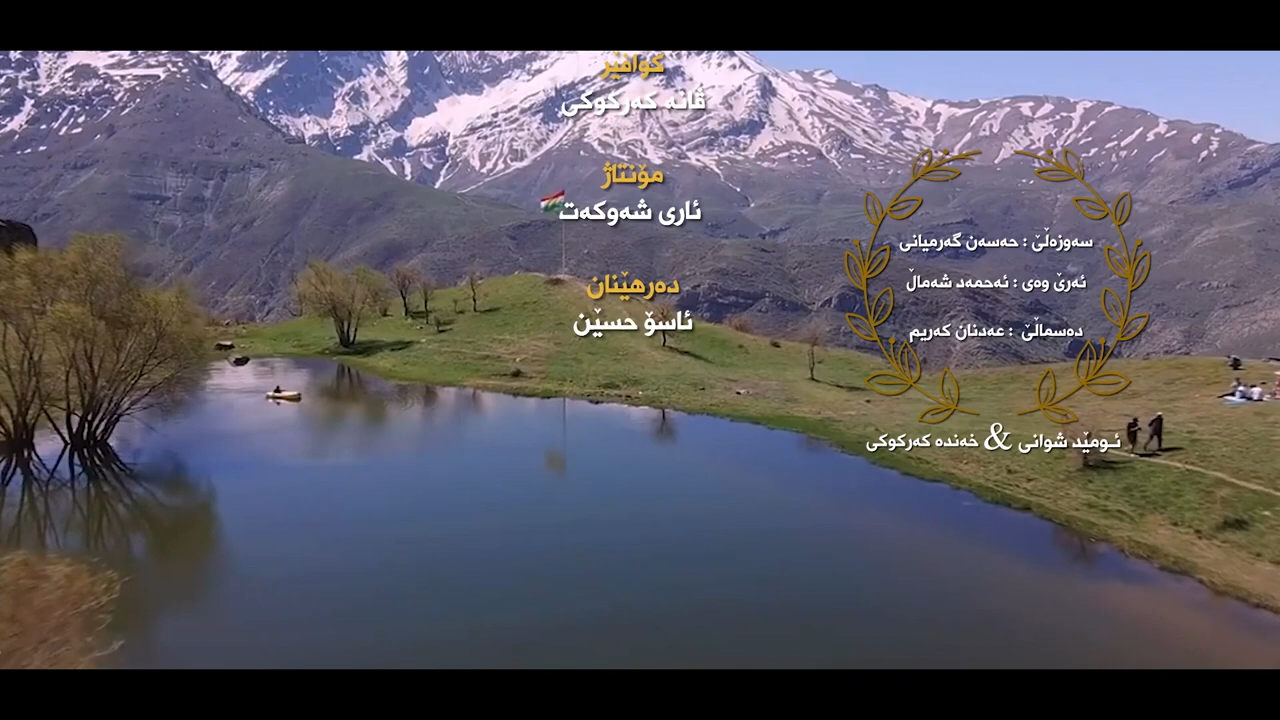 کوافێر
ڤانە کەرکوکی
مۆنتاژ
ئاری شەوکەت
دەرهێنان
ئاسۆ حسێن
سەوزەڵێ : حەسەن گەرمیانی
ئەرێ وەی : ئەحمەد شەماڵ
دەسماڵێ : عەدنان کەریم
ئومێد شوانی & خەندە کەرکوکی